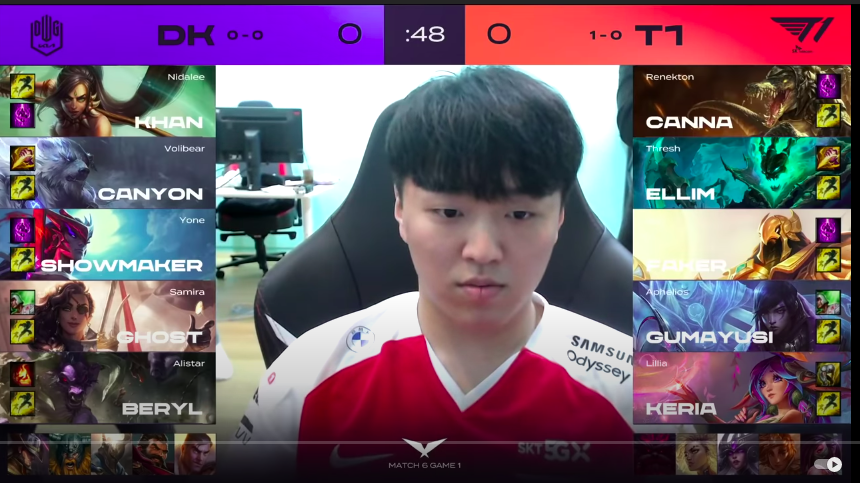 DK 0-0 0 :48 0 1-0 T1
Nidalee
KHAN
Volibear
CANYON
Yone
SHOWMAKER
Samira
GHOST
Alistar
BERYL
Renekton
CANNA
Thresh
ELLIM
FAKER
Aphelios
GUMAYUSI
Lillia
KERIA
SAMSUN
Odyssey
SKT 5GX
MATCH 6 GAME 1